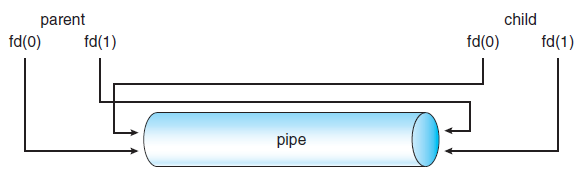 parent child
fd(0) fd(1) fd(0) fd(1)
pipe